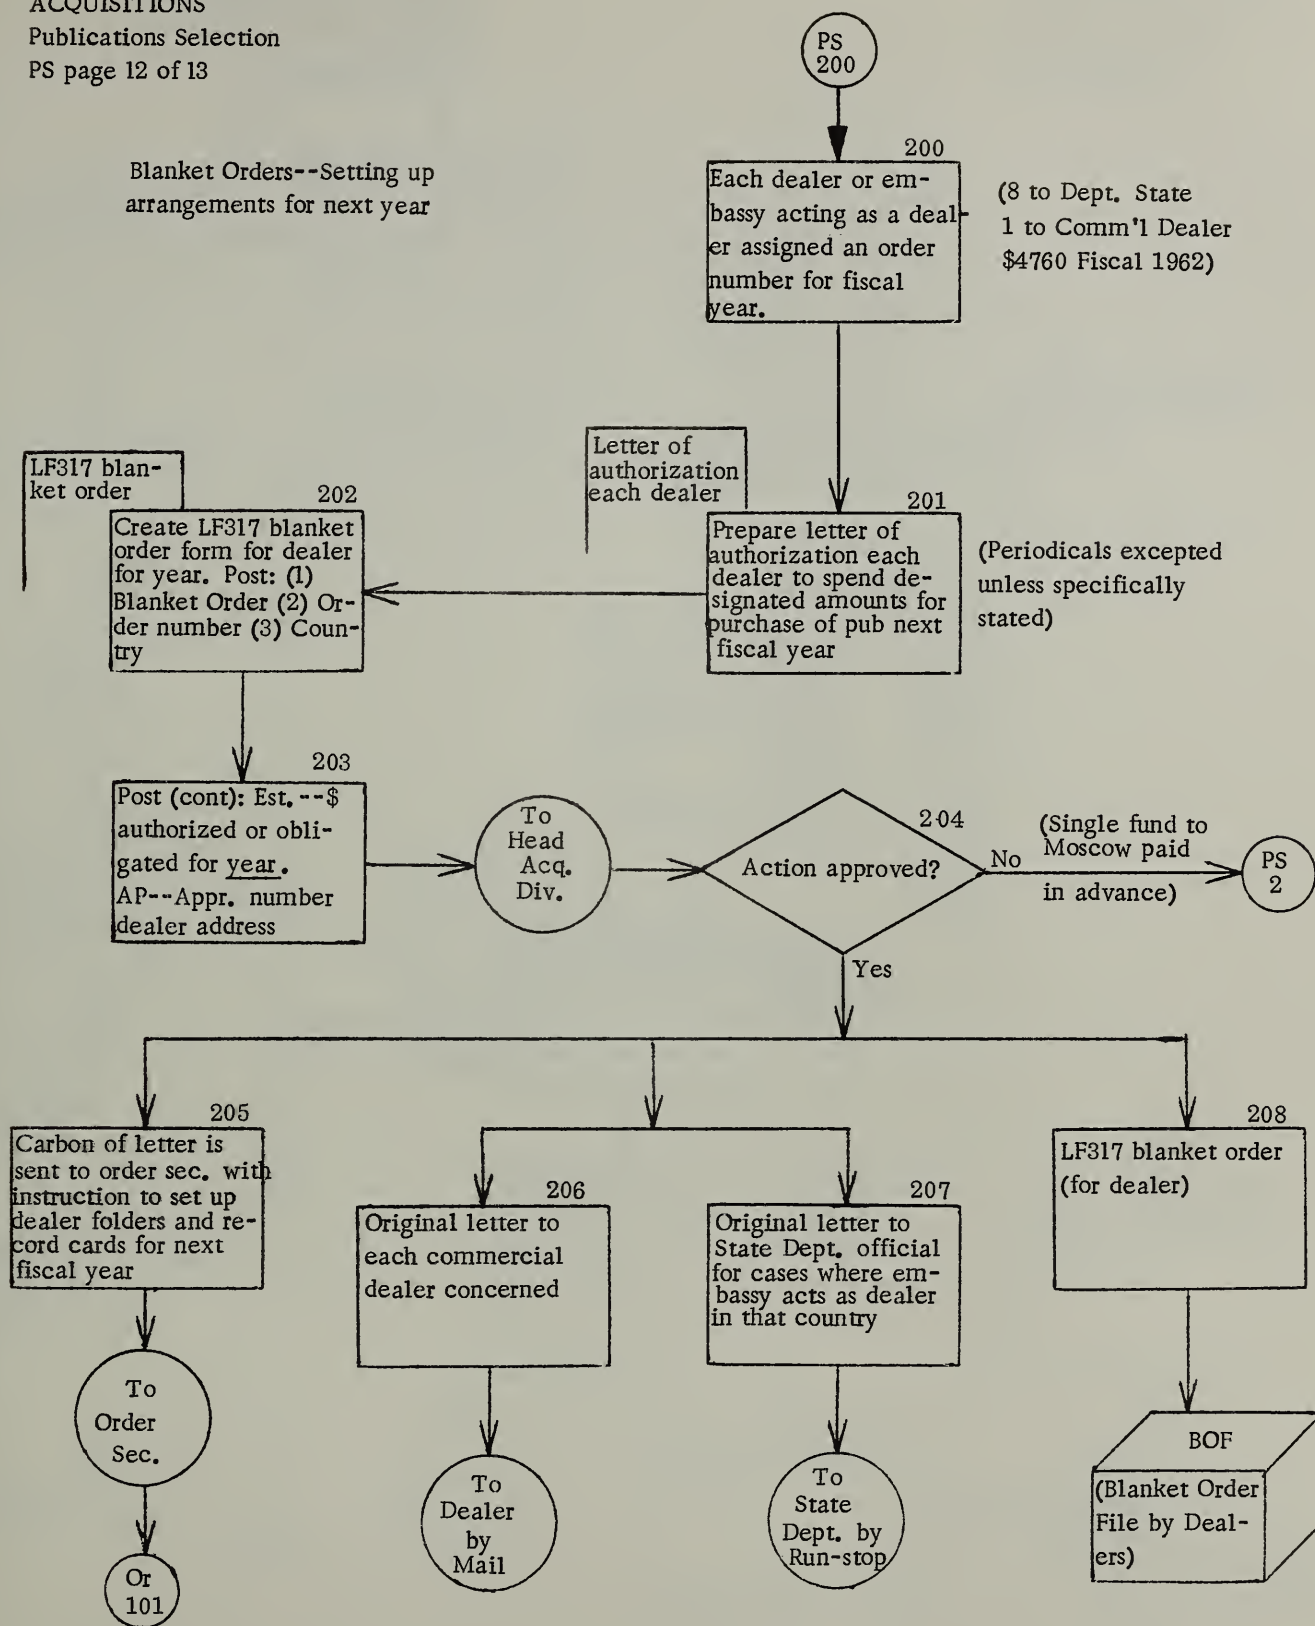 ACQUISITIONS
Publications Selection
PS page 12 of 13
PS
200
Blanket Orders--Setting up
arrangements for next year
200
Each dealer or em-
bassy acting as a deal-
er assigned an order
number for fiscal
year.
(8 to Dept. State
1 to Comm'l Dealer
$4760 Fiscal 1962)
Letter of
authorization
each dealer
201
Prepare letter of
authorization each
dealer to spend de-
signated amounts for
purchase of pub next
fiscal year
(Periodicals excepted
unless specifically
stated)
LF317 blan-
ket order
202
Create LF317 blanket
order form for dealer
for year. Post: (1)
Blanket Order (2) Or-
der number (3) Coun-
try
203
Post (cont): Est. --$
authorized or obli-
gated for year.
AP--Appr. number
dealer address
To
Head
Acq.
Div.
204
Action approved?
No
(Single fund to
Moscow paid
in advance)
PS
2
Yes
205
Carbon of letter is
sent to order sec. with
instruction to set up
dealer folders and re-
cord cards for next
fiscal year
To
Order
Sec.
Or
101
206
Original letter to
each commercial
dealer concerned
To
Dealer
by
Mail
207
Original letter to
State Dept. official
for cases where em-
bassy acts as dealer
in that country
To
State
Dept. by
Run-stop
208
LF317 blanket order
(for dealer)
BOF
(Blanket Order
File by Deal-
ers)